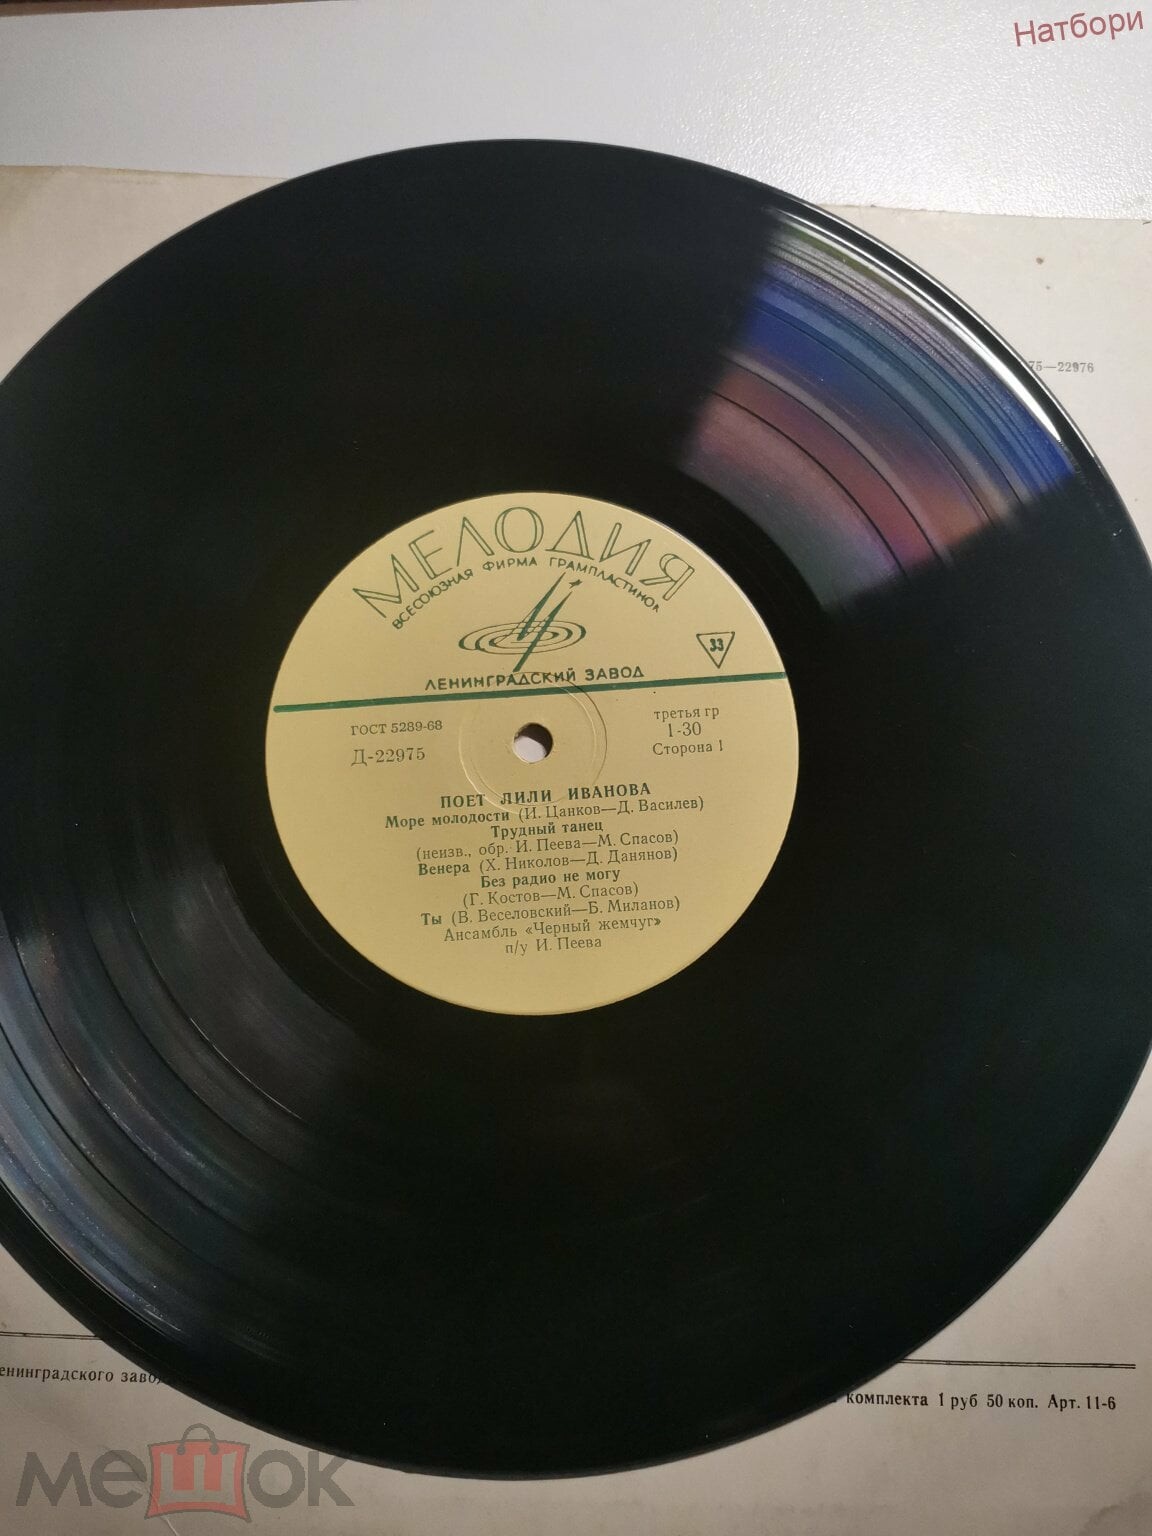 Натбори
75—22976
МЕЛОДИЯ
ВСЕСОЮЗНАЯ ФИРМА ГРАМПЛАСТИНОК
33
ЛЕНИНГРАДСКИЙ ЗАВОД
ГОСТ 5289-68
Д-22975
третья гр
1-30
Сторона 1
ПОЕТ ЛИЛИ ИВАНОВА
Море молодости (И. Цанков—Д. Василев)
Трудный танец
(неизв., обр. И. Пеева—М. Спасов)
Венера (Х. Николов—Д. Данянов)
Без радио не могу
(Г. Костов—М. Спасов)
Ты (В. Веселовский—Б. Миланов)
Ансамбль «Черный жемчуг»
п/у И. Пеева
енинградского заво
комплекта 1 руб 50 коп. Арт. 11-6
мешок